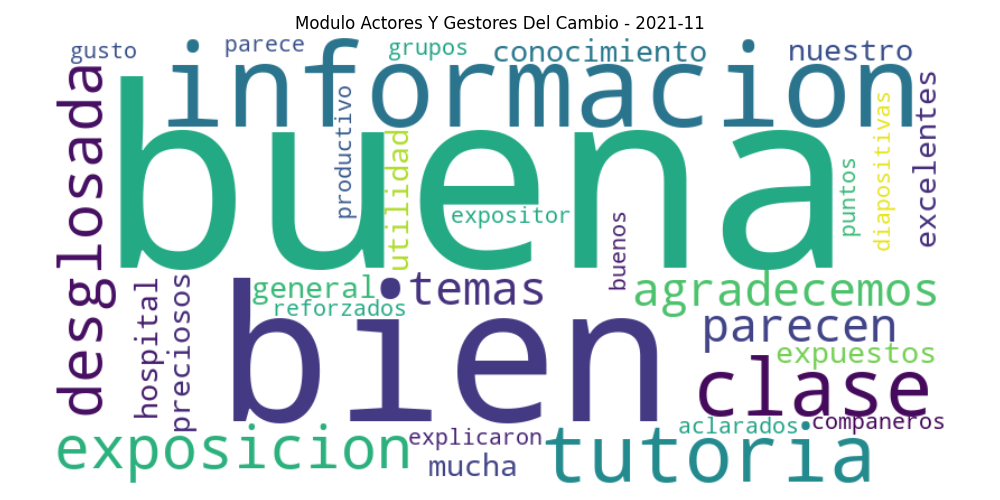 Modulo Actores Y Gestores Del Cambio - 2021-11
gusto
parece
grupos
conocimiento
nuestro
informacion
desglosada
buena
productivo
utilidad
expositor
buenos
puntos
diapositivas
excelentes
hospital
preciosos
general
reforzados
temas
agradecemos
bien
parecen
expuestos
clase
exposicion
explicaron
mucha
tutoria
aclarados
companeros